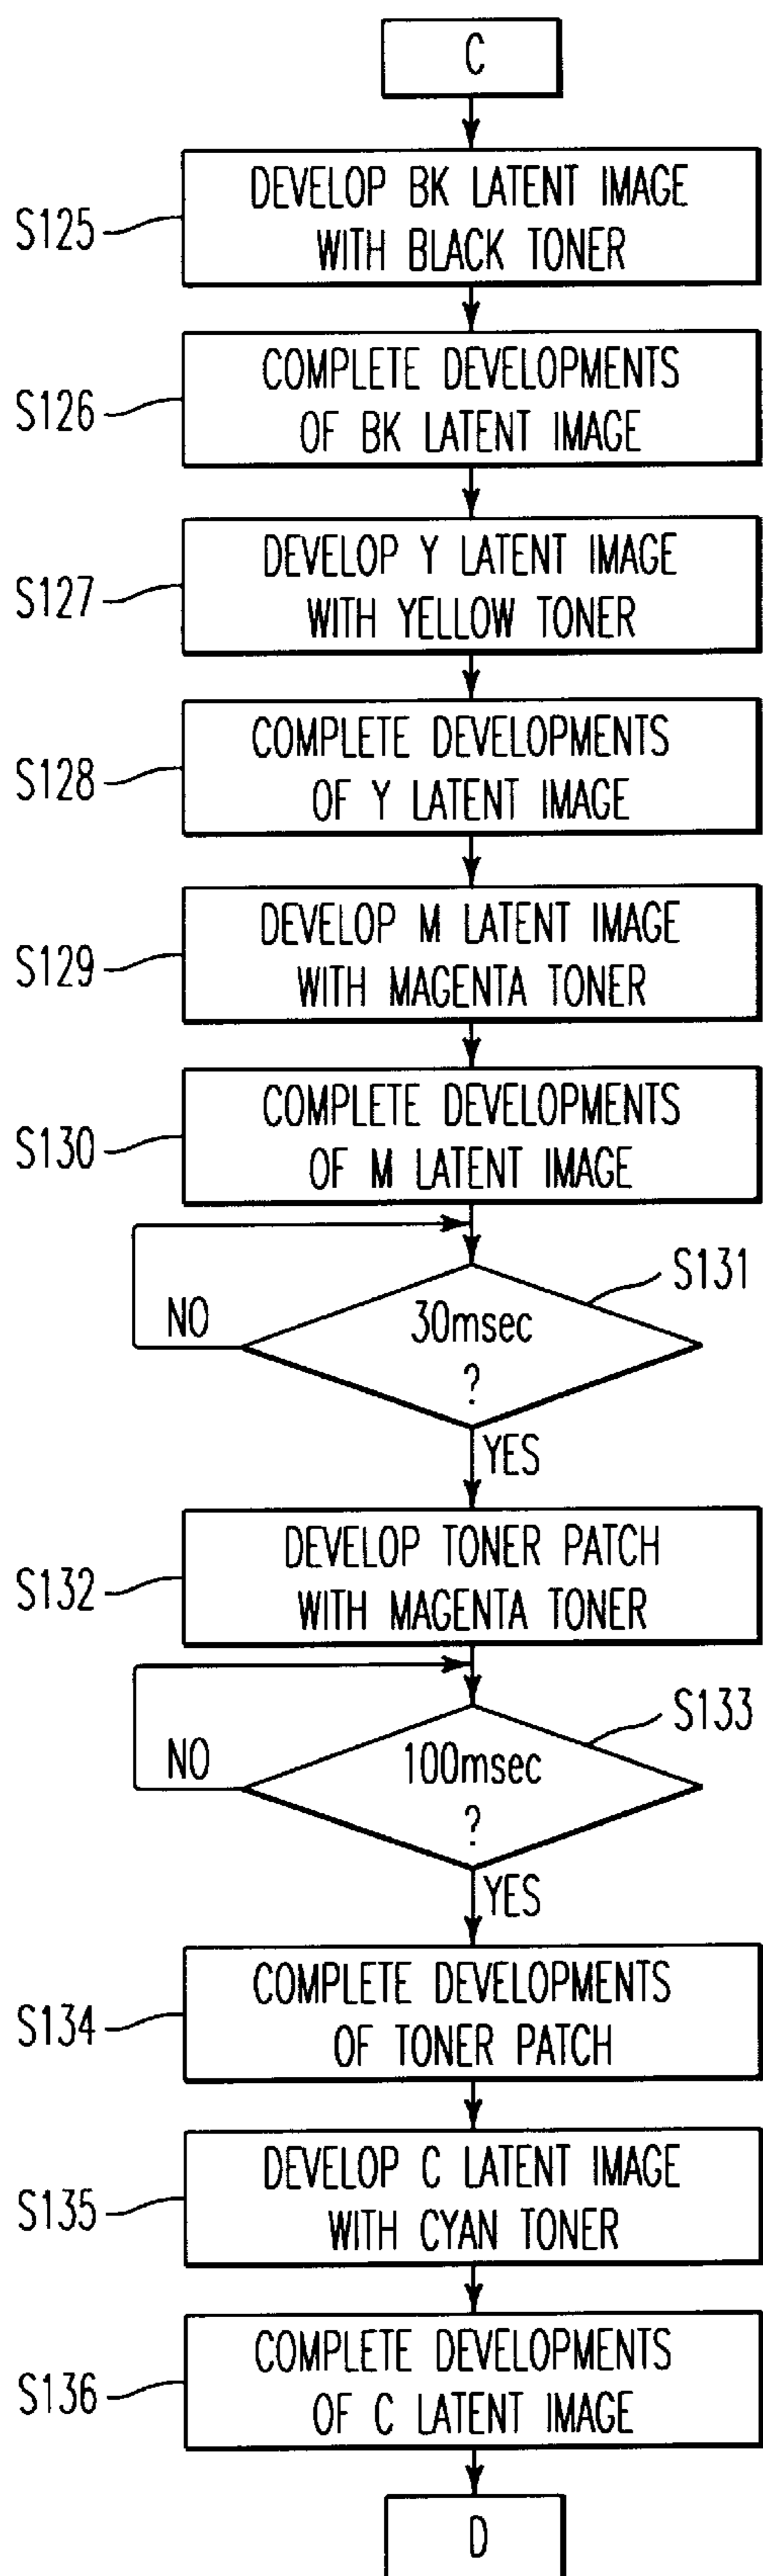 C
S125
DEVELOP BK LATENT IMAGE
WITH BLACK TONER
S126
COMPLETE DEVELOPMENTS
OF BK LATENT IMAGE
S127
DEVELOP Y LATENT IMAGE
WITH YELLOW TONER
S128
COMPLETE DEVELOPMENTS
OF Y LATENT IMAGE
S129
DEVELOP M LATENT IMAGE
WITH MAGENTA TONER
S130
COMPLETE DEVELOPMENTS
OF M LATENT IMAGE
S131
30msec
?
NO
YES
S132
DEVELOP TONER PATCH
WITH MAGENTA TONER
S133
100msec
?
NO
YES
S134
COMPLETE DEVELOPMENTS
OF TONER PATCH
S135
DEVELOP C LATENT IMAGE
WITH CYAN TONER
S136
COMPLETE DEVELOPMENTS
OF C LATENT IMAGE
D